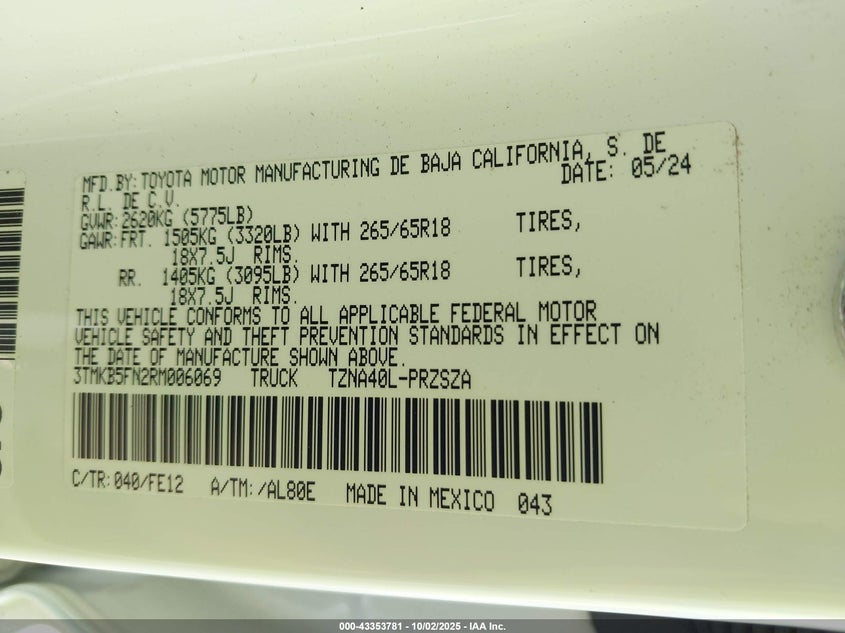 MFD.BY:TOYOTA MOTOR MANUFACTURING DE BAJA CALIFORNIA, S. DE
R.L. DE C.V. DATE: 05/24
GVWR:2620KG (5775LB)
GAWR:FRT. 1505KG (3320LB) WITH 265/65R18 TIRES,
18X7.5J RIMS.
RR. 1405KG (3095LB) WITH 265/65R18 TIRES,
18X7.5J RIMS.
THIS VEHICLE CONFORMS TO ALL APPLICABLE FEDERAL MOTOR
VEHICLE SAFETY AND THEFT PREVENTION STANDARDS IN EFFECT ON
THE DATE OF MANUFACTURE SHOWN ABOVE.
3TMKB5FN2RM006069 TRUCK TZNA40L-PRZSZA
C/TR:040/FE12 A/TM:/AL80E MADE IN MEXICO 043
000-43353781 - 10/02/2025 - IAA Inc.